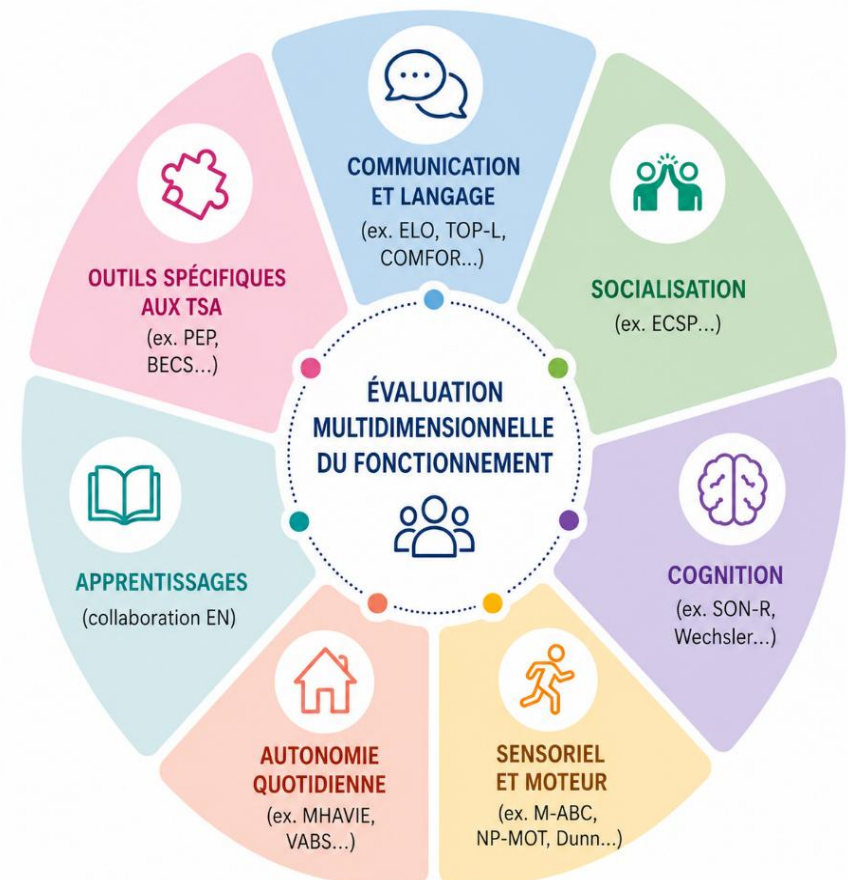 COMMUNICATION
ET LANGAGE
(ex. ELO, TOP-L,
COMFOR...)
SOCIALISATION
(ex. ECSP...)
COGNITION
(ex. SON-R,
Wechsler...)
SENSORIEL
ET MOTEUR
(ex. M-ABC,
NP-MOT, Dunn...)
AUTONOMIE
QUOTIDIENNE
(ex. MHAVIE,
VABS...)
APPRENTISSAGES
(collaboration EN)
OUTILS SPÉCIFIQUES
AUX TSA
(ex. PEP,
BECS...)
ÉVALUATION
MULTIDIMENSIONNELLE
DU FONCTIONNEMENT